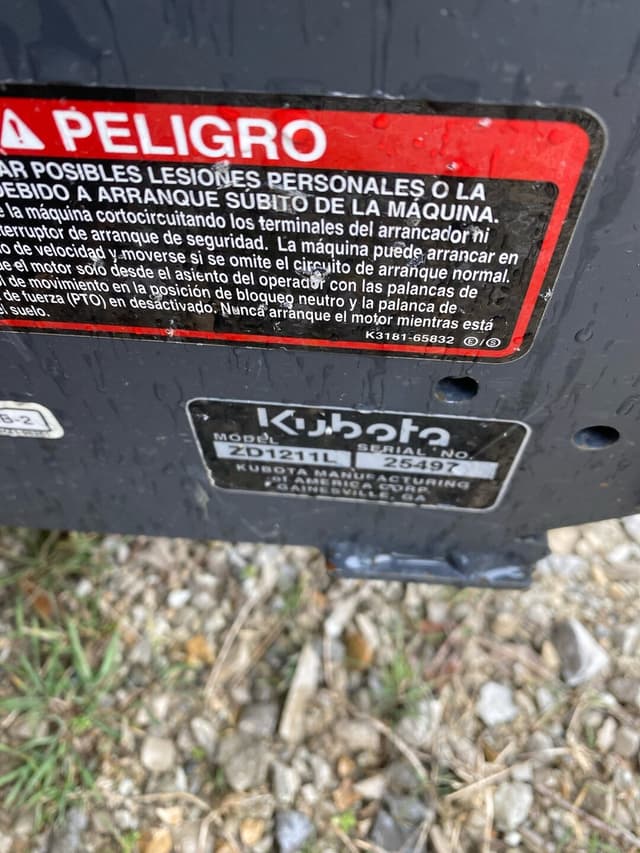 PELIGRO
AR POSIBLES LESIONES PERSONALES O LA
DEBIDO A ARRANQUE SÚBITO DE LA MÁQUINA.
e la máquina cortocircuitando los terminales del arrancador ni
terruptor de arranque de seguridad. La máquina puede arrancar en
o de velocidad y moverse si se omite el circuito de arranque normal.
ue el motor solo desde el asiento del operador con las palancas de
l de movimiento en la posición de bloqueo neutro y la palanca de
de fuerza (PTO) en desactivado. Nunca arranque el motor mientras está
l suelo.
K3181-65832 E/S
B-2
Kubota
MODEL SERIAL NO.
ZD1211L 25497
KUBOTA MANUFACTURING
of AMERICA CORP.
GAINESVILLE, GA